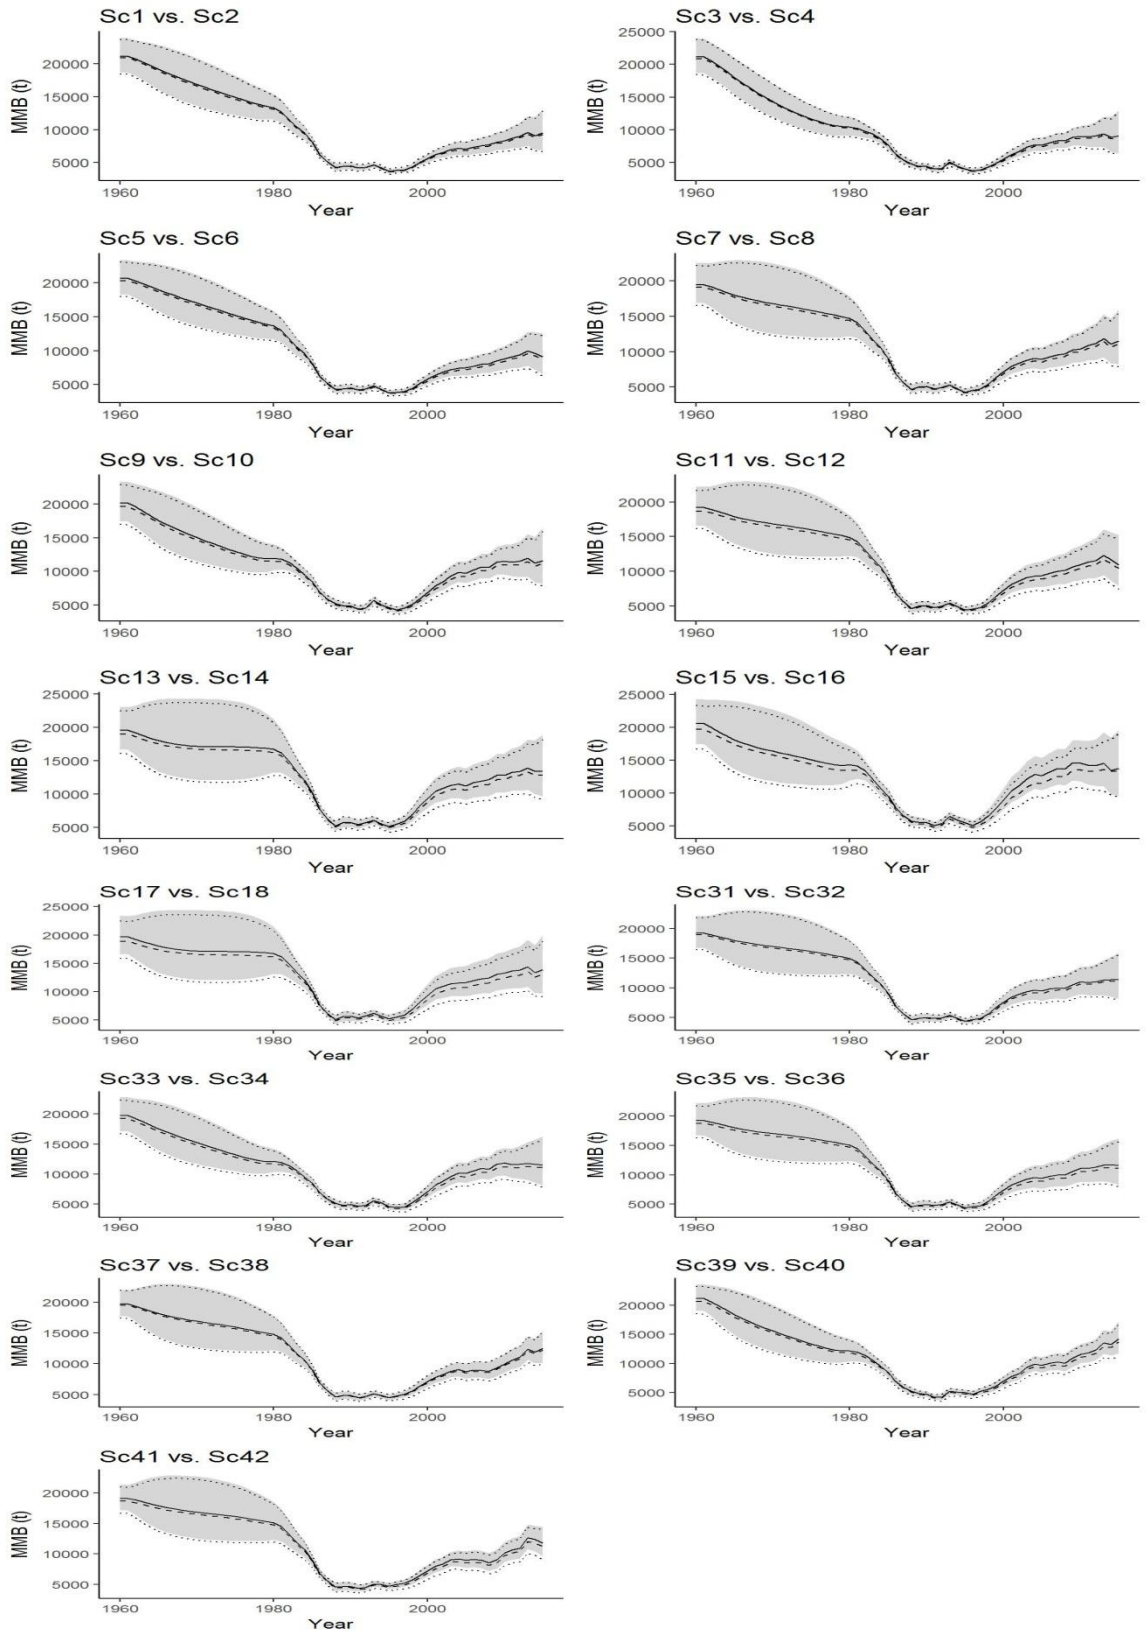 Sc1 vs. Sc2
MMB (t)
20000
15000
10000
5000
1960
1980
2000
Year
Sc3 vs. Sc4
MMB (t)
25000
20000
15000
10000
5000
1960
1980
2000
Year
Sc5 vs. Sc6
MMB (t)
20000
15000
10000
5000
1960
1980
2000
Year
Sc7 vs. Sc8
MMB (t)
20000
15000
10000
5000
1960
1980
2000
Year
Sc9 vs. Sc10
MMB (t)
20000
15000
10000
5000
1960
1980
2000
Year
Sc11 vs. Sc12
MMB (t)
20000
15000
10000
5000
1960
1980
2000
Year
Sc13 vs. Sc14
MMB (t)
25000
20000
15000
10000
5000
1960
1980
2000
Year
Sc15 vs. Sc16
MMB (t)
25000
20000
15000
10000
5000
1960
1980
2000
Year
Sc17 vs. Sc18
MMB (t)
25000
20000
15000
10000
5000
1960
1980
2000
Year
Sc31 vs. Sc32
MMB (t)
20000
15000
10000
5000
1960
1980
2000
Year
Sc33 vs. Sc34
MMB (t)
20000
15000
10000
5000
1960
1980
2000
Year
Sc35 vs. Sc36
MMB (t)
20000
15000
10000
5000
1960
1980
2000
Year
Sc37 vs. Sc38
MMB (t)
20000
15000
10000
5000
1960
1980
2000
Year
Sc39 vs. Sc40
MMB (t)
20000
15000
10000
5000
1960
1980
2000
Year
Sc41 vs. Sc42
MMB (t)
20000
15000
10000
5000
1960
1980
2000
Year